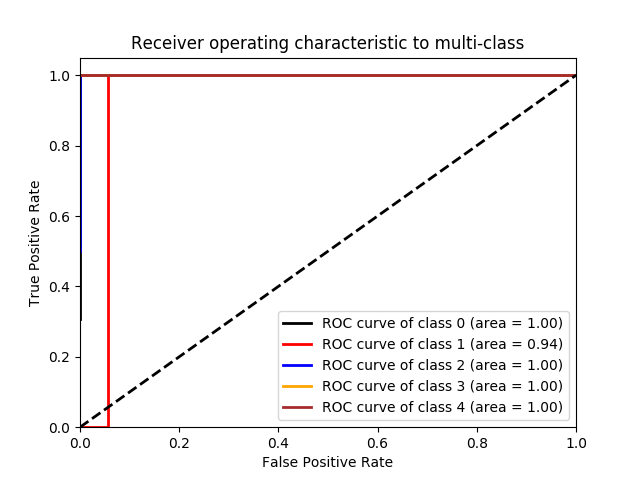 Receiver operating characteristic to multi-class
True Positive Rate
1.0
0.8
0.6
0.4
0.2
0.0
ROC curve of class 0 (area = 1.00)
ROC curve of class 1 (area = 0.94)
ROC curve of class 2 (area = 1.00)
ROC curve of class 3 (area = 1.00)
ROC curve of class 4 (area = 1.00)
0.0 0.2 0.4 0.6 0.8 1.0
False Positive Rate